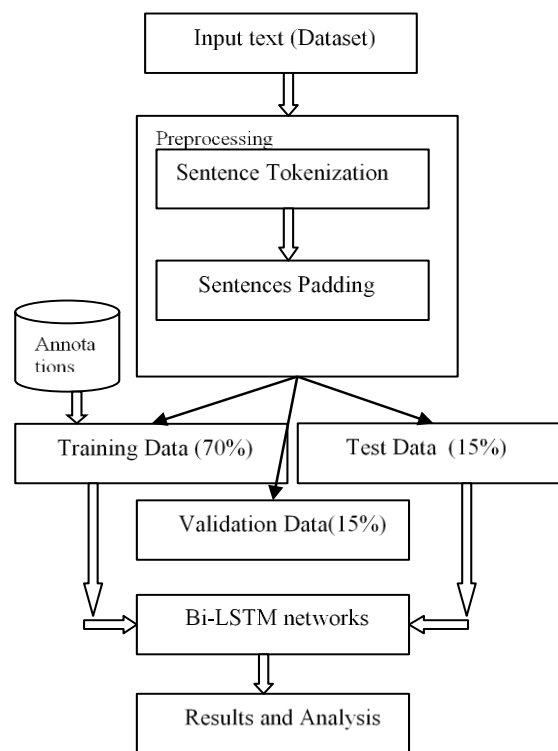 Input text (Dataset)
Preprocessing
Sentence Tokenization
Sentences Padding
Annota
tions
Training Data (70%)
Test Data (15%)
Validation Data(15%)
Bi-LSTM networks
Results and Analysis